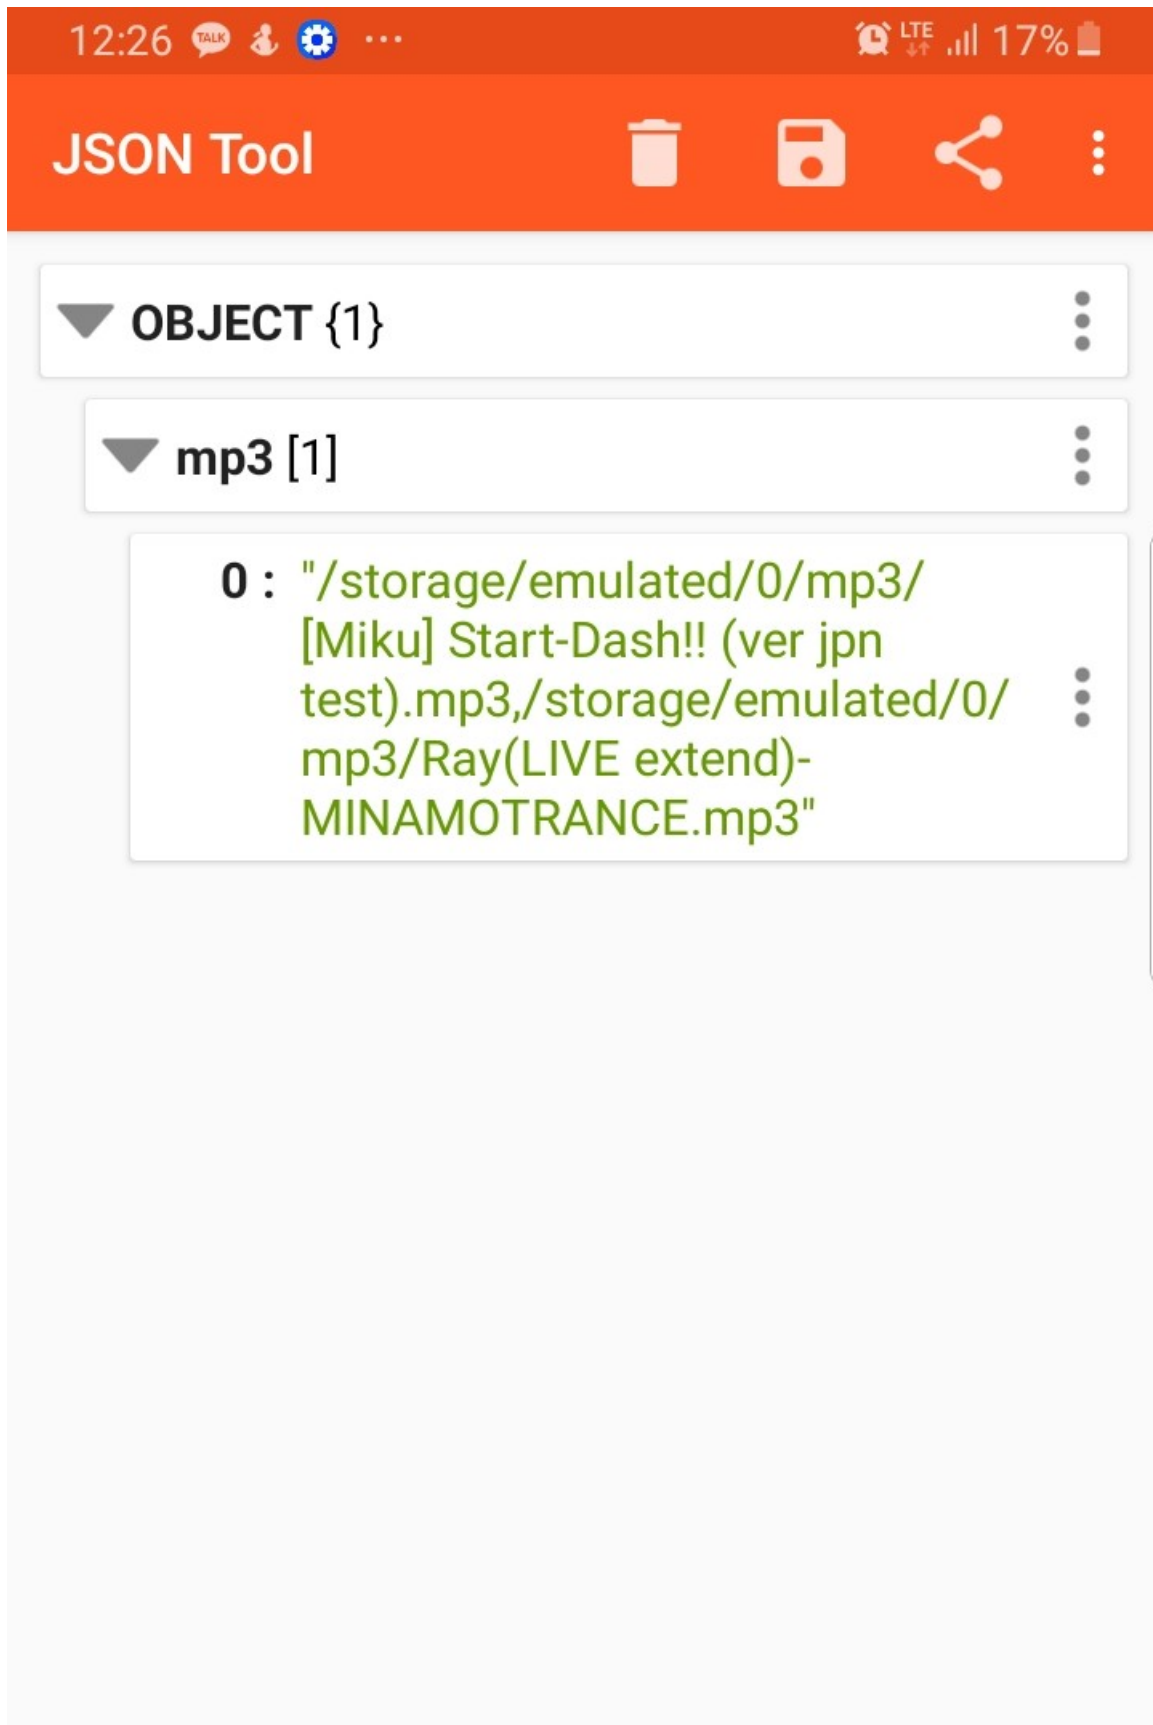 12:26 TALK ... LTE 17%
JSON Tool
OBJECT {1}
mp3 [1]
0 : "/storage/emulated/0/mp3/
[Miku] Start-Dash!! (ver jpn
test).mp3,/storage/emulated/0/
mp3/Ray(LIVE extend)-
MINAMOTRANCE.mp3"